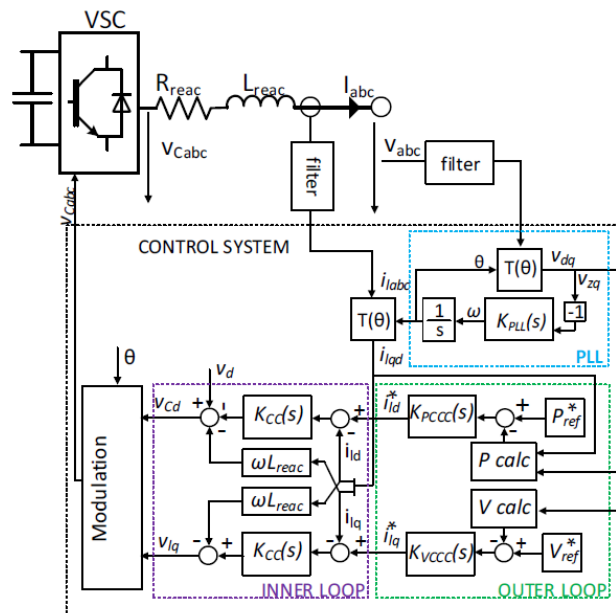 VSC
R_reac L_reac I_abc
v_Cabc
v_abc
filter
filter
v_Cabc
CONTROL SYSTEM
θ
T(θ)
v_dq
v_zq
-1
i_labc
T(θ)
1/s
ω
K_PLL(s)
PLL
i_lqd
θ
v_d
v_Cd
+
-
K_CC(s)
+
-
i*_ld
K_PCCC(s)
+
-
P*_ref
ωL_reac
i_ld
P calc
Modulation
ωL_reac
V calc
i_lq
v_lq
-
+
K_CC(s)
-
+
i*_lq
K_VCCC(s)
-
+
V*_ref
INNER LOOP
OUTER LOOP